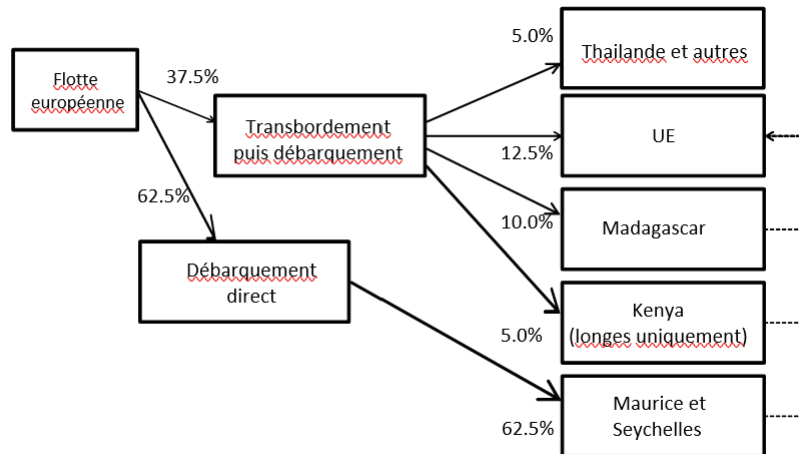 Flotte
européenne
37.5%
62.5%
Transbordement
puis débarquement
Débarquement
direct
5.0%
Thailande et autres
UE
12.5%
Madagascar
10.0%
Kenya
(longes uniquement)
5.0%
Maurice et
Seychelles
62.5%